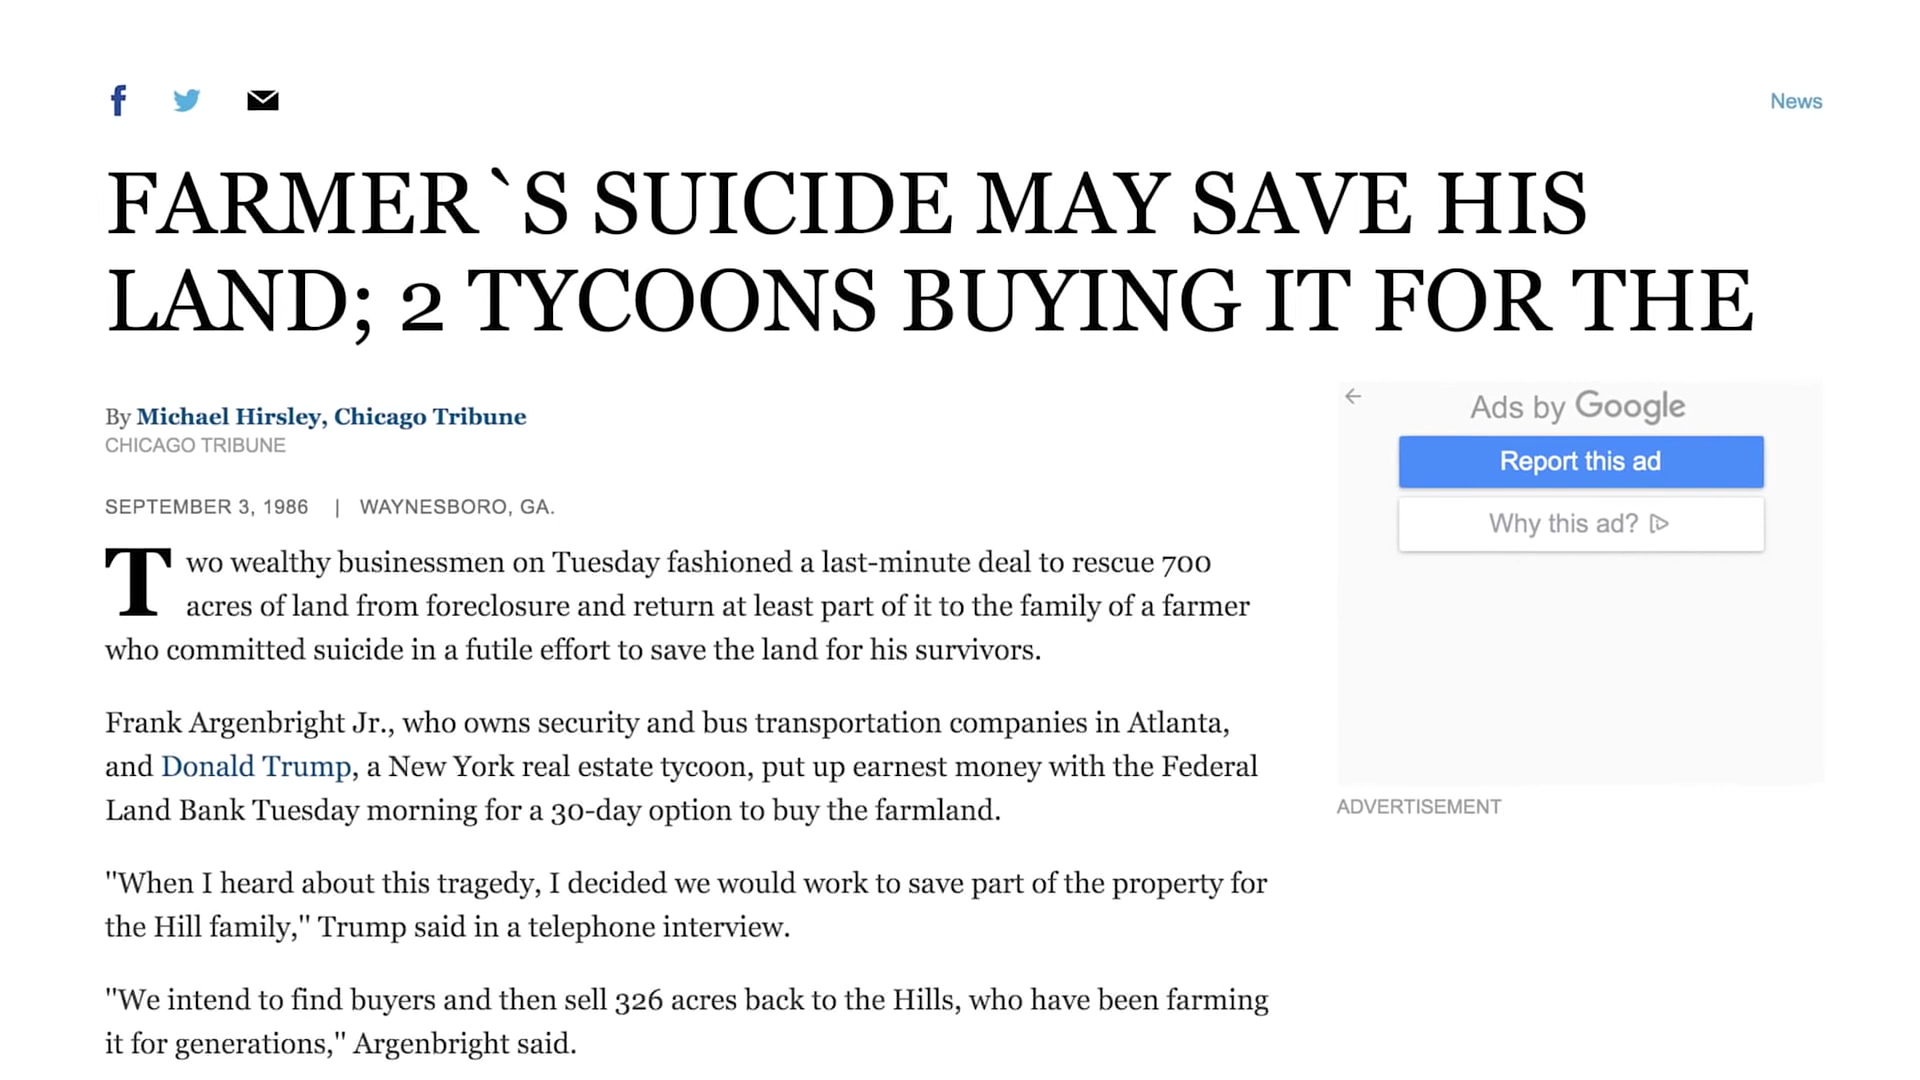 News
FARMER`S SUICIDE MAY SAVE HIS
LAND; 2 TYCOONS BUYING IT FOR THE
By Michael Hirsley, Chicago Tribune
CHICAGO TRIBUNE
SEPTEMBER 3, 1986 | WAYNESBORO, GA.
Two wealthy businessmen on Tuesday fashioned a last-minute deal to rescue 700
acres of land from foreclosure and return at least part of it to the family of a farmer
who committed suicide in a futile effort to save the land for his survivors.
Frank Argenbright Jr., who owns security and bus transportation companies in Atlanta,
and Donald Trump, a New York real estate tycoon, put up earnest money with the Federal
Land Bank Tuesday morning for a 30-day option to buy the farmland.
"When I heard about this tragedy, I decided we would work to save part of the property for
the Hill family," Trump said in a telephone interview.
"We intend to find buyers and then sell 326 acres back to the Hills, who have been farming
it for generations," Argenbright said.
Ads by Google
Report this ad
Why this ad?
ADVERTISEMENT